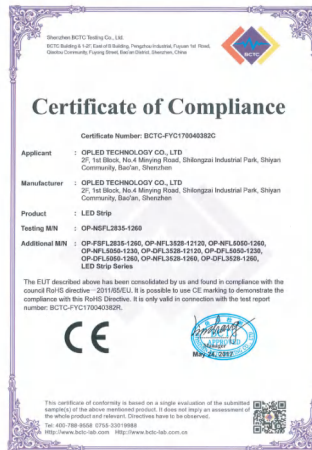 Shenzhen BCTC Testing Co., Ltd.
BCTC Building & 1-2F, East of B Building, Pengzhou Industrial, Fuyuan 1st Road,
Qiaotou Community, Fuyong Street, Bao'an District, Shenzhen, China
BCTC
Certificate of Compliance
Certificate Number: BCTC-FYC170040382C
Applicant : OPLED TECHNOLOGY CO., LTD
2F, 1st Block, No.4 Minying Road, Shilongzai Industrial Park, Shiyan
Community, Bao'an, Shenzhen
Manufacturer : OPLED TECHNOLOGY CO., LTD
2F, 1st Block, No.4 Minying Road, Shilongzai Industrial Park, Shiyan
Community, Bao'an, Shenzhen
Product : LED Strip
Testing M/N : OP-NSFL2835-1260
Additional M/N : OP-FSFL2835-1260, OP-NFL3528-12120, OP-NFL5050-1260,
OP-NFL5050-1230, OP-DFL3528-12120, OP-DFL5050-1230,
OP-DFL5050-1260, OP-NFL3528-1260, OP-DFL3528-1260,
LED Strip Series
The EUT described above has been consolidated by us and found in compliance with the
council RoHS directive - 2011/65/EU. It is possible to use CE marking to demonstrate the
compliance with this RoHS Directive. It is only valid in connection with the test report
number: BCTC-FYC170040382R.
CE
Manager
May 24, 2017
This certificate of conformity is based on a single evaluation of the submitted
sample(s) of the above mentioned product. It does not imply an assessment of
the whole product and relevant. Directives have to be observed.
Tel: 400-788-9558 0755-33019988
Http://www.bctc-lab.com Http://www.bctc-lab.com.cn